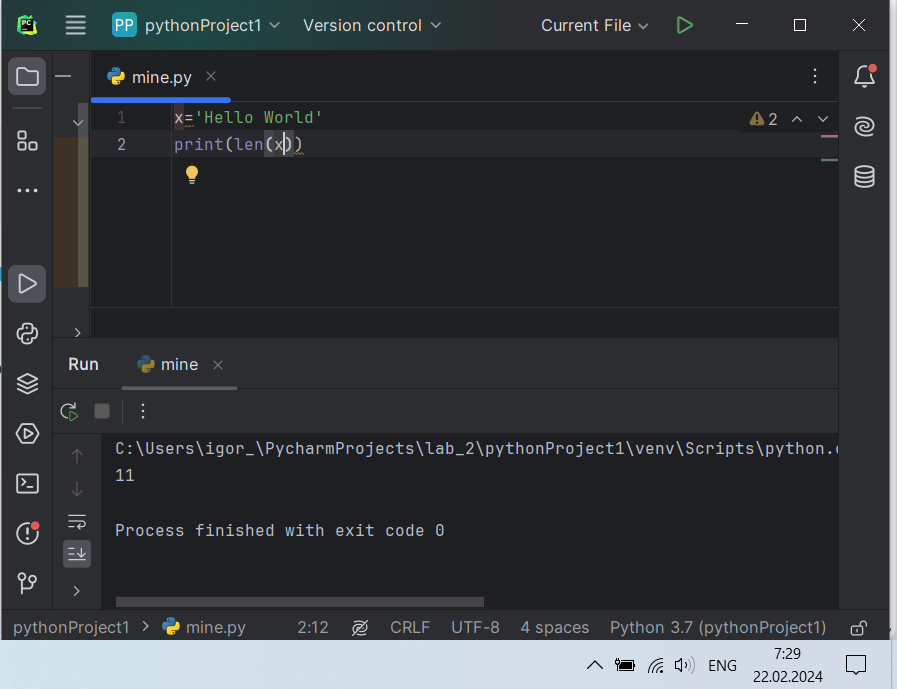 PC
PP pythonProject1 Version control Current File
mine.py
1 x='Hello World' 2
2 print(len(x))
Run mine
C:\Users\igor_\PycharmProjects\lab_2\pythonProject1\venv\Scripts\python.
11
Process finished with exit code 0
pythonProject1 > mine.py 2:12 CRLF UTF-8 4 spaces Python 3.7 (pythonProject1)
ENG 7:29
22.02.2024